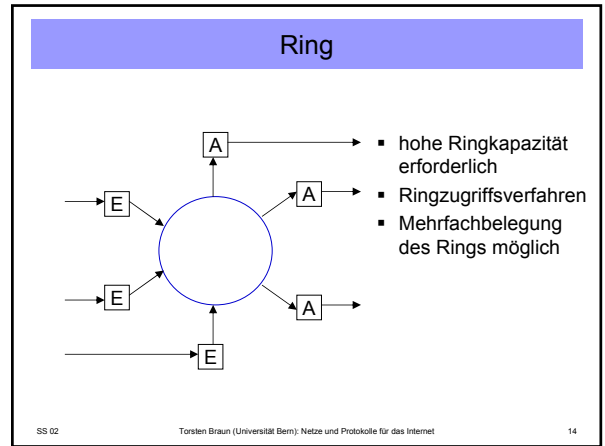 Ring
A
E
A
E
A
E
▪ hohe Ringkapazität
erforderlich
▪ Ringzugriffsverfahren
▪ Mehrfachbelegung
des Rings möglich
SS 02
Torsten Braun (Universität Bern): Netze und Protokolle für das Internet
14